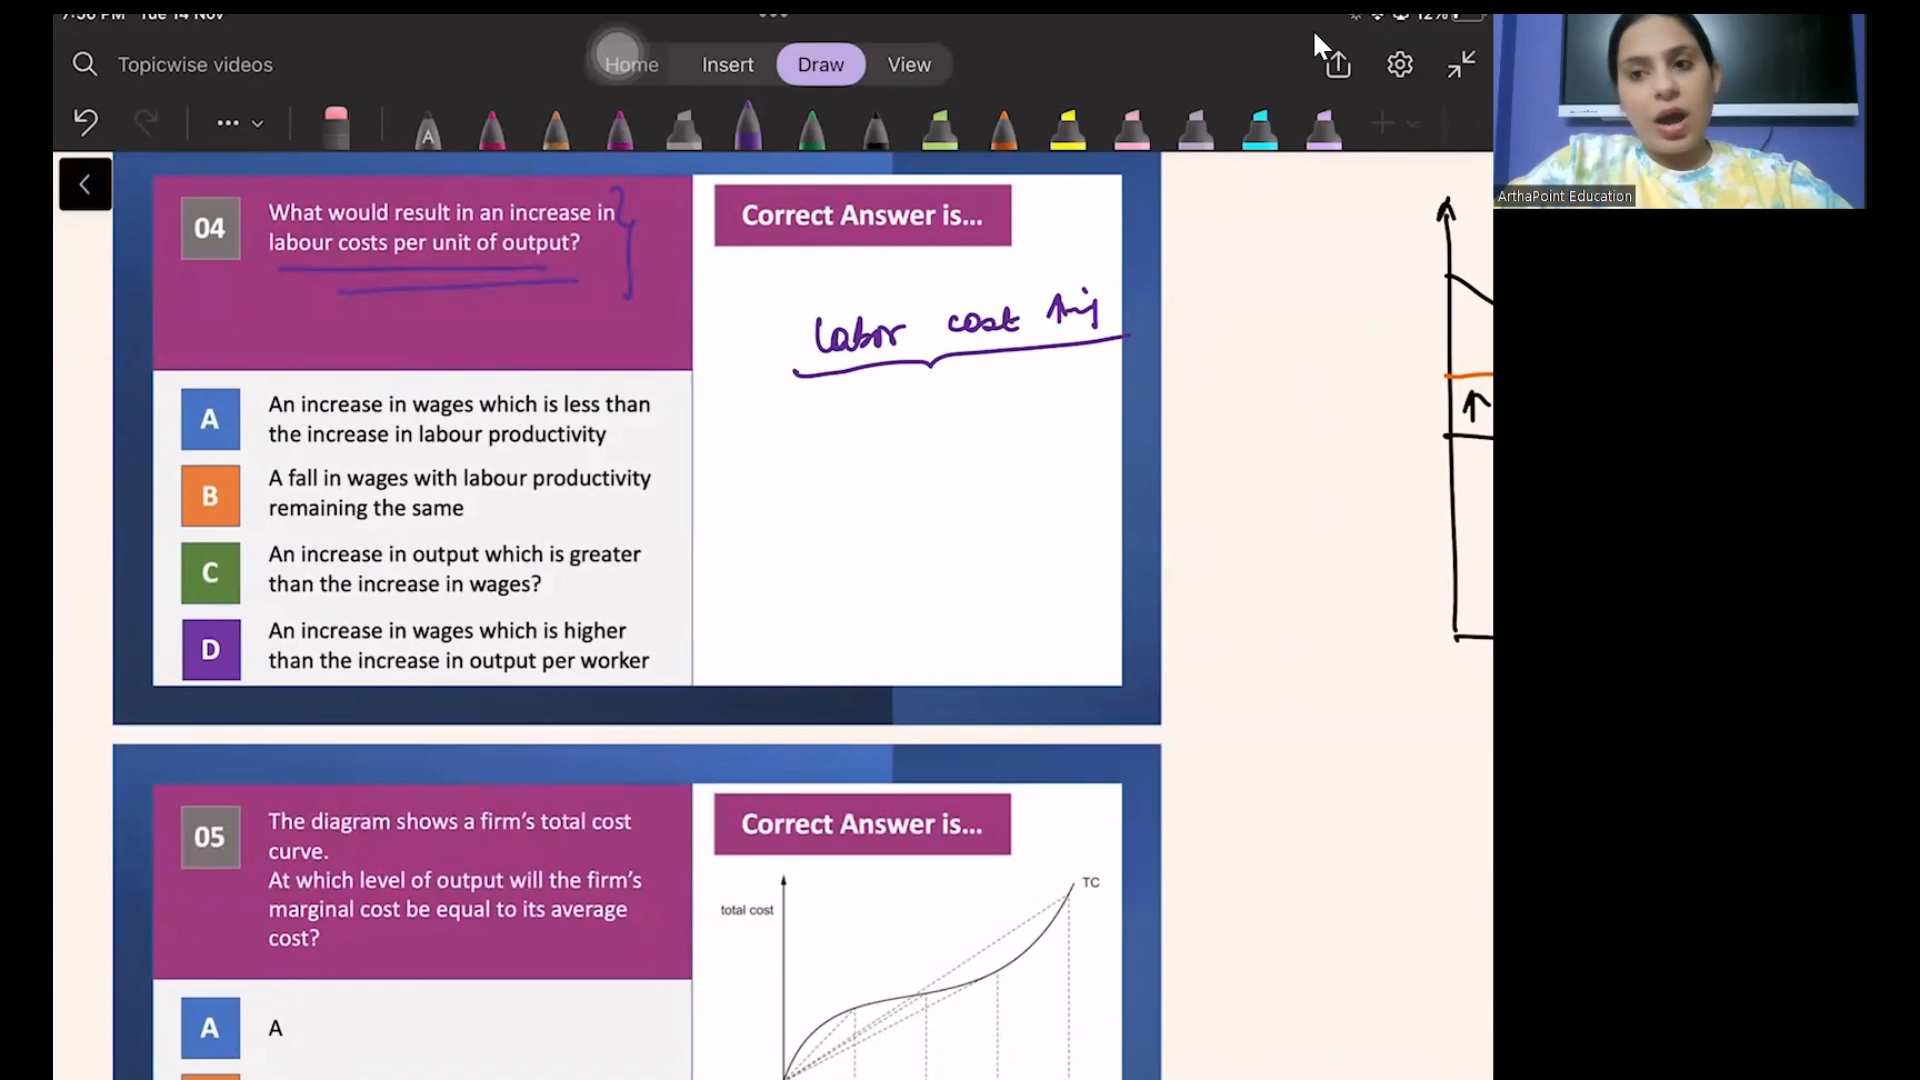 Tue 14 Nov
12%
Topicwise videos
Home
Insert
Draw
View
A
ArthaPoint Education
04
What would result in an increase in
labour costs per unit of output?
Correct Answer is...
Labor cost
A
An increase in wages which is less than
the increase in labour productivity
B
A fall in wages with labour productivity
remaining the same
C
An increase in output which is greater
than the increase in wages?
D
An increase in wages which is higher
than the increase in output per worker
05
The diagram shows a firm’s total cost
curve.
At which level of output will the firm’s
marginal cost be equal to its average
cost?
Correct Answer is...
total cost
TC
A
A